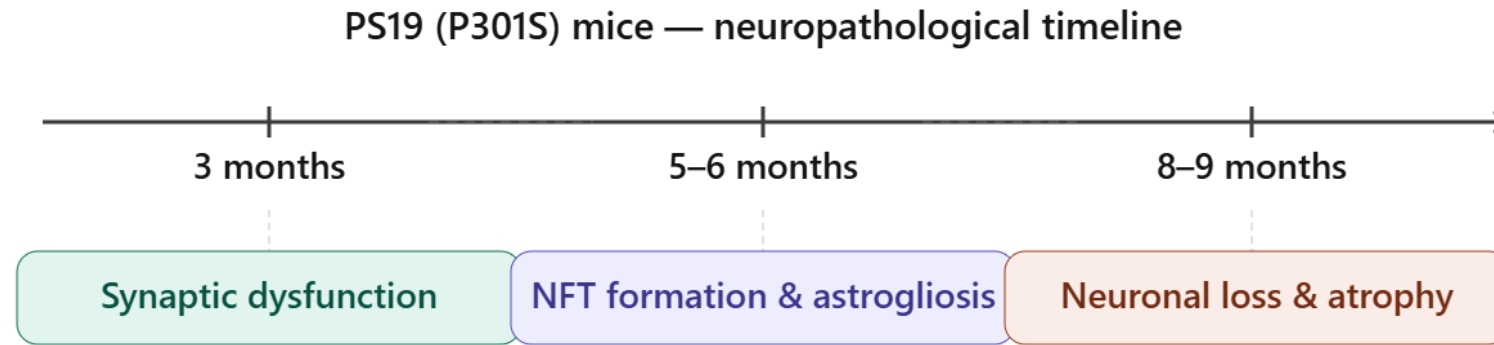 PS19 (P301S) mice — neuropathological timeline
3 months
5–6 months
8–9 months
Synaptic dysfunction
NFT formation & astrogliosis
Neuronal loss & atrophy